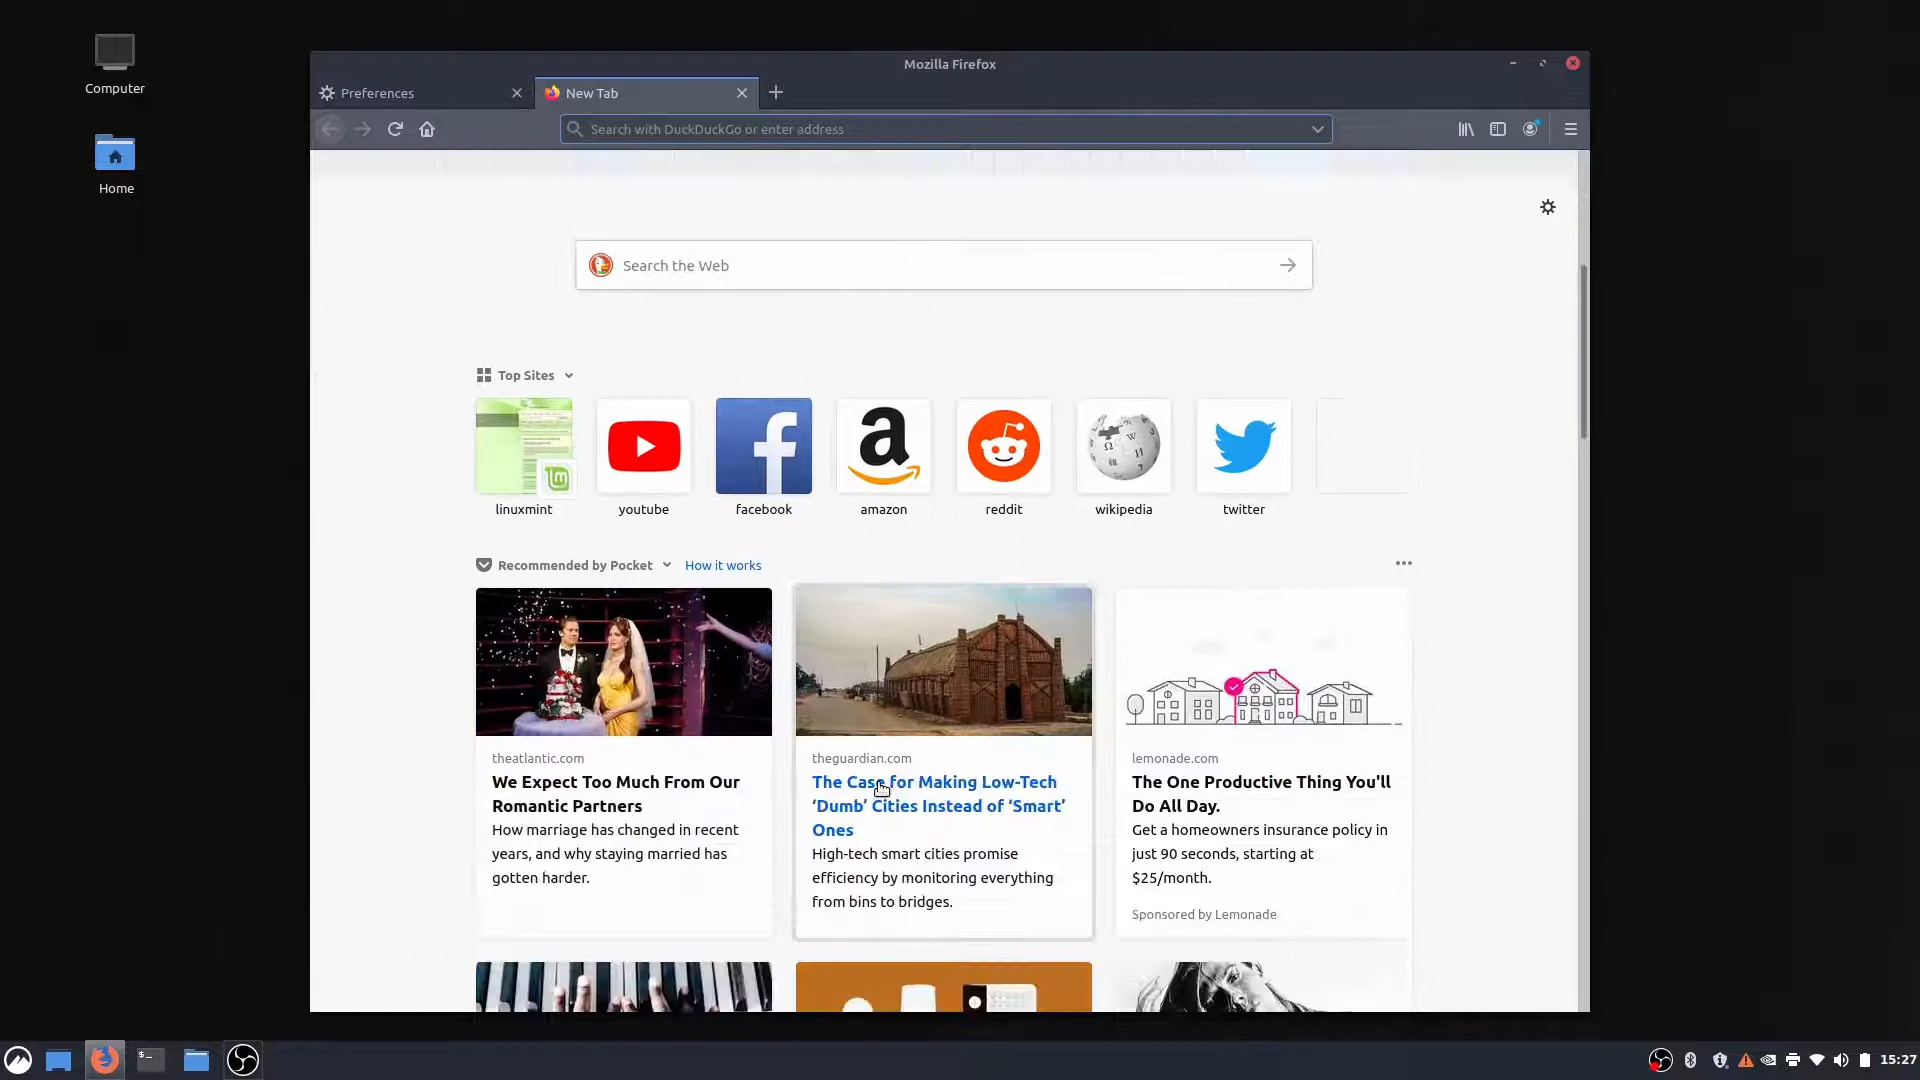 Computer
Home
Mozilla Firefox
Preferences
New Tab
Search with DuckDuckGo or enter address
Search the Web
Top Sites
linuxmint
youtube
facebook
amazon
reddit
wikipedia
twitter
Recommended by Pocket
How it works
theatlantic.com
We Expect Too Much From Our
Romantic Partners
How marriage has changed in recent
years, and why staying married has
gotten harder.
theguardian.com
The Case for Making Low-Tech
‘Dumb’ Cities Instead of ‘Smart’
Ones
High-tech smart cities promise
efficiency by monitoring everything
from bins to bridges.
lemonade.com
The One Productive Thing You'll
Do All Day.
Get a homeowners insurance policy in
just 90 seconds, starting at
$25/month.
Sponsored by Lemonade
15:27